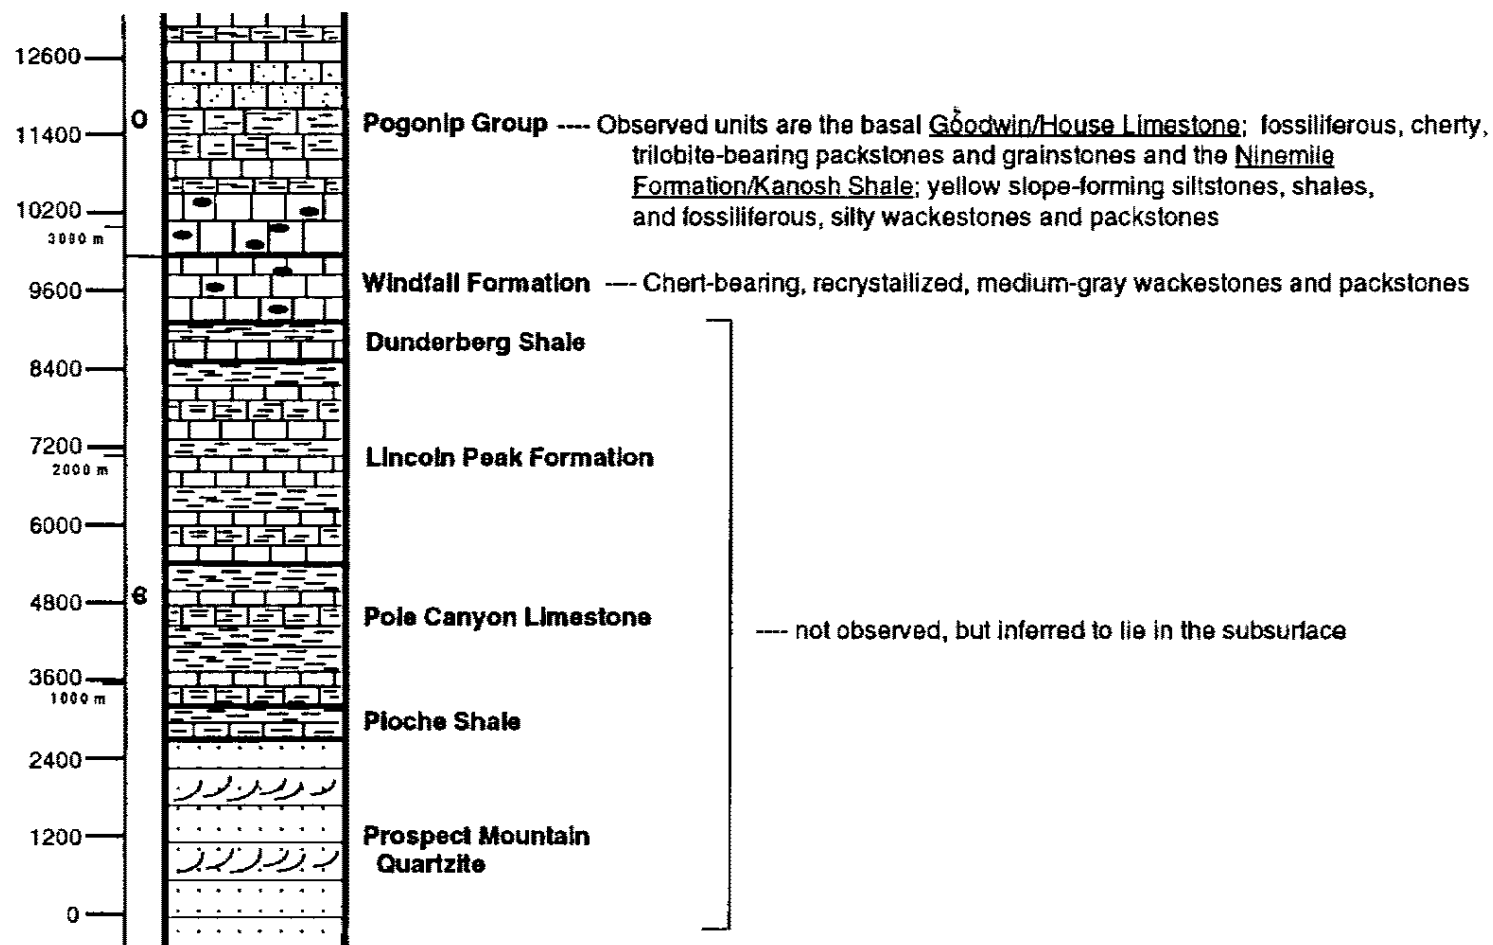 12600
O
Pogonip Group ---- Observed units are the basal Goodwin/House Limestone; fossiliferous, cherty,
11400
trilobite-bearing packstones and grainstones and the Ninemile
Formation/Kanosh Shale; yellow slope-forming siltstones, shales,
10200
and fossiliferous, silty wackestones and packstones
3000 m
9600
Windfall Formation ---- Chert-bearing, recrystallized, medium-gray wackestones and packstones
Dunderberg Shale
8400
7200
Lincoln Peak Formation
2000 m
6000
4800
Ꞓ
Pole Canyon Limestone
---- not observed, but inferred to lie in the subsurface
3600
1000 m
Pioche Shale
2400
1200
Prospect Mountain
Quartzite
0